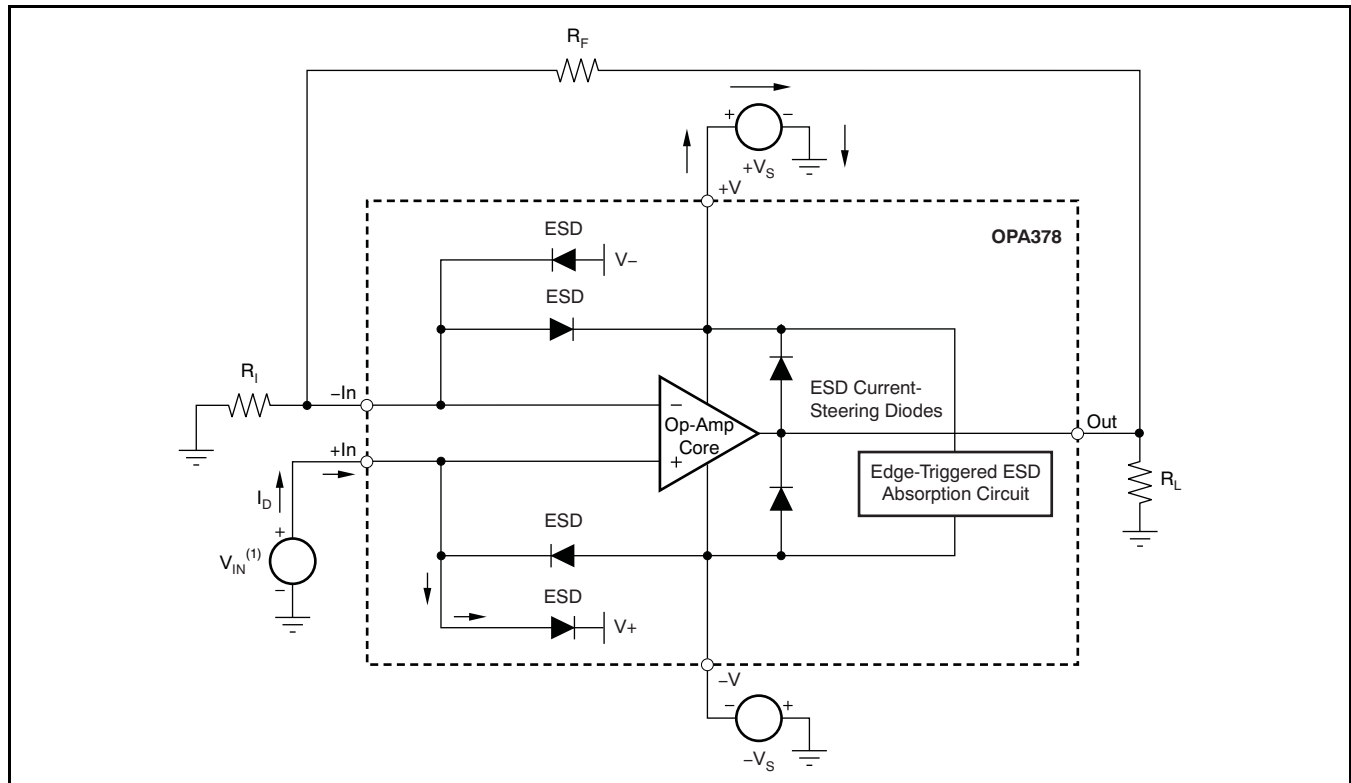 R_F
+ −
+V_S
+V
OPA378
ESD
V−
ESD
R_I
−In
−
Op-Amp
Core
+
ESD Current-
Steering Diodes
Out
+In
I_D
Edge-Triggered ESD
Absorption Circuit
R_L
+
V_IN^(1)
−
ESD
ESD
V+
−V
− +
−V_S